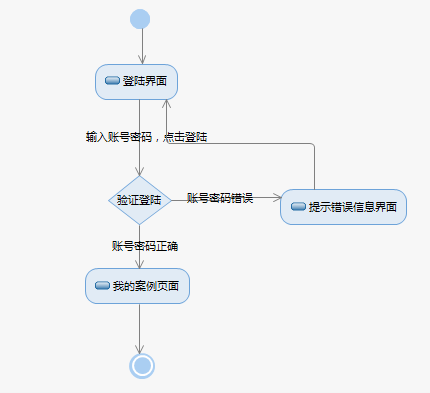 登陆界面
输入账号密码，点击登陆
验证登陆
账号密码错误
提示错误信息界面
账号密码正确
我的案例页面